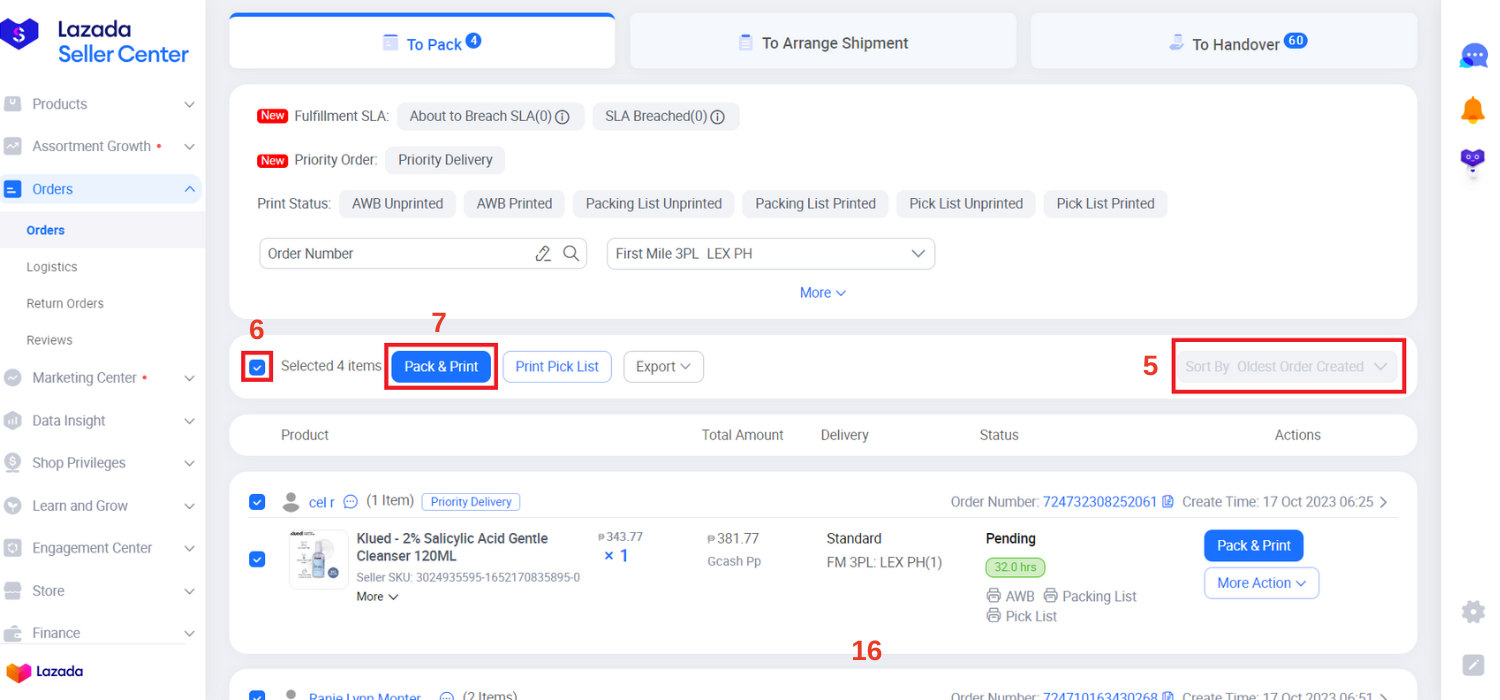 Lazada
Seller Center
Products
Assortment Growth
Orders
Orders
Logistics
Return Orders
Reviews
Marketing Center
Data Insight
Shop Privileges
Learn and Grow
Engagement Center
Store
Finance
Lazada
To Pack 4
To Arrange Shipment
To Handover 60
New Fulfillment SLA: About to Breach SLA(0) SLA Breached(0)
New Priority Order: Priority Delivery
Print Status: AWB Unprinted AWB Printed Packing List Unprinted Packing List Printed Pick List Unprinted Pick List Printed
Order Number First Mile 3PL LEX PH
More
6 7
Selected 4 items Pack & Print Print Pick List Export 5 Sort By Oldest Order Created
Product Total Amount Delivery Status Actions
cel r (1 Item) Priority Delivery Order Number: 724732308252061 Create Time: 17 Oct 2023 06:25
Klued - 2% Salicylic Acid Gentle
Cleanser 120ML
Seller SKU: 3024935595-1652170835895-0
More
₱343.77
× 1
₱381.77
Gcash Pp
Standard
FM 3PL: LEX PH(1)
Pending
32.0 hrs
AWB Packing List
Pick List
Pack & Print
More Action
16
Ranie Lynn Monter (2 Items) Order Number: 724710163430268 Create Time: 17 Oct 2023 06:51